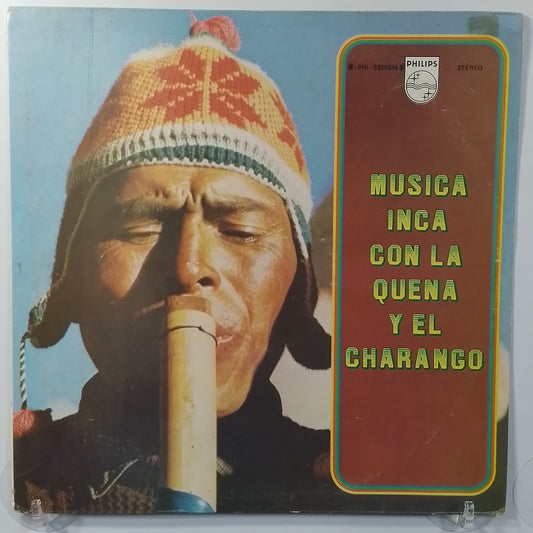 PHILIPS
STEREO
MUSICA
INCA
CON LA
QUENA
Y EL
CHARANGO